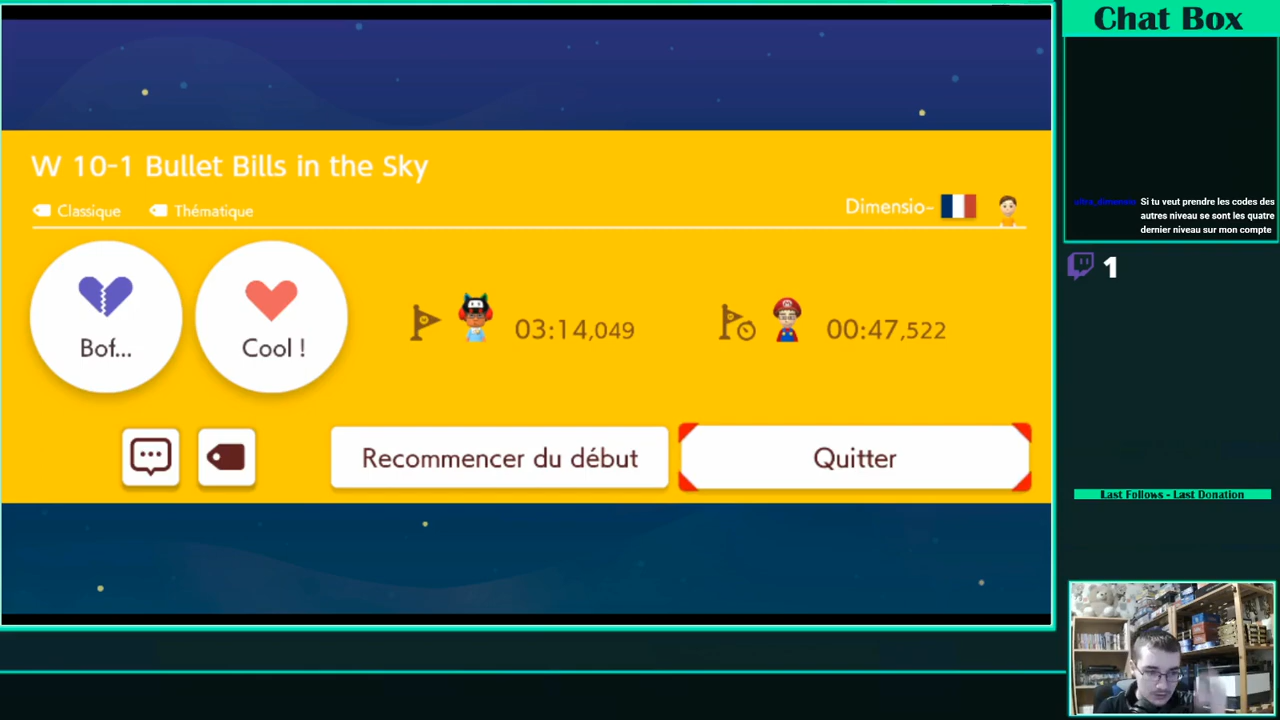 Chat Box
W 10-1 Bullet Bills in the Sky
Classique
Thématique
Dimensio-
Bof...
Cool !
03:14,049
00:47,522
Recommencer du début
Quitter
Si tu veut prendre les codes des
autres niveau se sont les quatre
dernier niveau sur mon compte
1
Last Follows - Last Donation